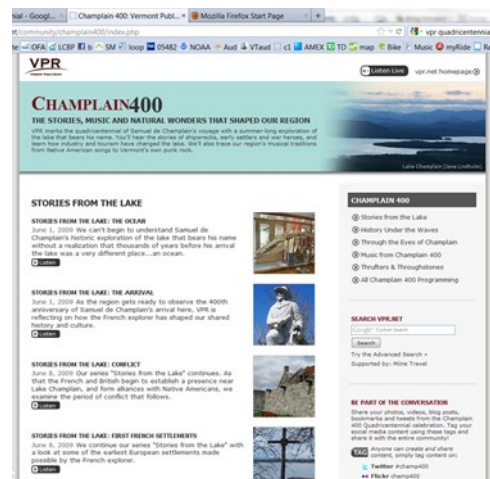 nial - Googl...
Champlain 400: Vermont Publ...
Mozilla Firefox Start Page
et/community/champlain400/index.php
vpr quadricentennia
OFA
LCBP
b
SM
loop
05482
NOAA
Aud
VTaud
c1
AMEX
TD
map
Bike
Music
myRide
VPR
Listen Live
vpr.net homepage
CHAMPLAIN400
THE STORIES, MUSIC AND NATURAL WONDERS THAT SHAPED OUR REGION
VPR marks the quadricentennial of Samuel de Champlain's voyage with a summer-long exploration of
the lake that bears his name. You'll hear the stories of shipwrecks, early settlers and war heroes, and
learn how industry and tourism have changed the lake. We'll also trace our region's musical traditions
from Native American songs to Vermont's own punk rock.
Lake Champlain (Jane Lindholm)
STORIES FROM THE LAKE
STORIES FROM THE LAKE: THE OCEAN
June 1, 2009 We can't begin to understand Samuel de
Champlain's historic exploration of the lake that bears his name
without a realization that thousands of years before his arrival
the lake was a very different place...an ocean.
Listen
STORIES FROM THE LAKE: THE ARRIVAL
June 1, 2009 As the region gets ready to observe the 400th
anniversary of Samuel de Champlain's arrival here, VPR is
reflecting on how the French explorer has shaped our shared
history and culture.
Listen
STORIES FROM THE LAKE: CONFLICT
June 8, 2009 Our series "Stories from the Lake" continues. As
that the French and British begin to establish a presence near
Lake Champlain, and form alliances with Native Americans, we
examine the period of conflict that follows.
Listen
STORIES FROM THE LAKE: FIRST FRENCH SETTLEMENTS
June 8, 2009 We continue our series "Stories from the Lake" with
a look at some of the earliest European settlements made
possible by the French explorer.
Listen
CHAMPLAIN 400
Stories from the Lake
History Under the Waves
Through the Eyes of Champlain
Music from Champlain 400
Thrufters & Throughstones
All Champlain 400 Programming
SEARCH VPR.NET
Google Custom Search
Search
Try the Advanced Search
Supported by: Milne Travel
BE PART OF THE CONVERSATION
Share your photos, videos, blog posts,
bookmarks and tweets from the Champlain
400 Quadricentennial celebration. Tag your
social media content using these tags and
share it with the entire community!
TAG Anyone can create and share
content, simply tag content on:
Twitter #champ400
Flickr champ400